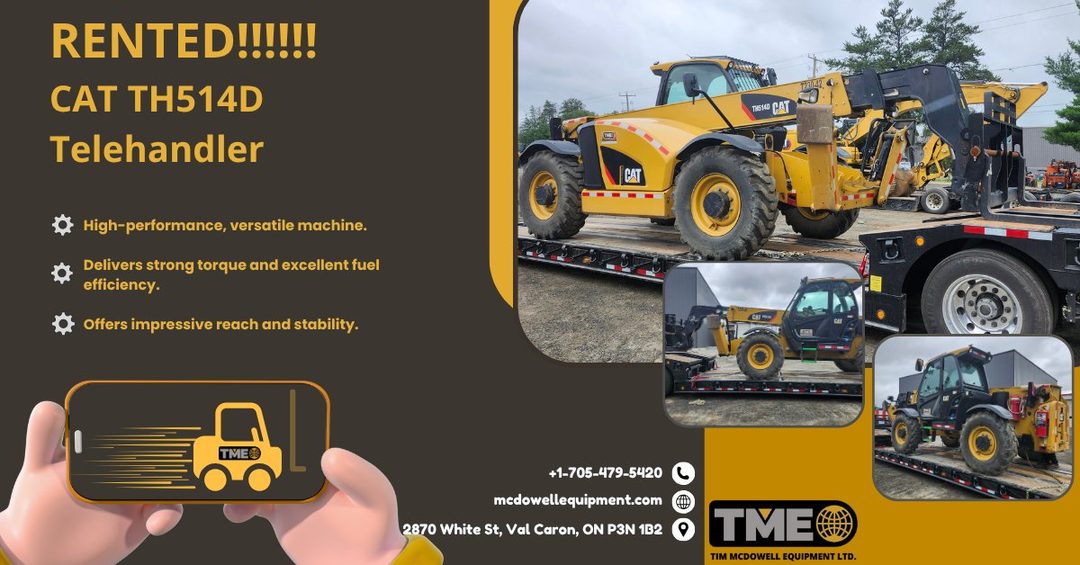 RENTED!!!!!!
CAT TH514D
Telehandler
High-performance, versatile machine.
Delivers strong torque and excellent fuel
efficiency.
Offers impressive reach and stability.
TME
TH514D CAT
CAT
+1-705-479-5420
mcdowellequipment.com
2870 White St, Val Caron, ON P3N 1B2
TME
TIM MCDOWELL EQUIPMENT LTD.